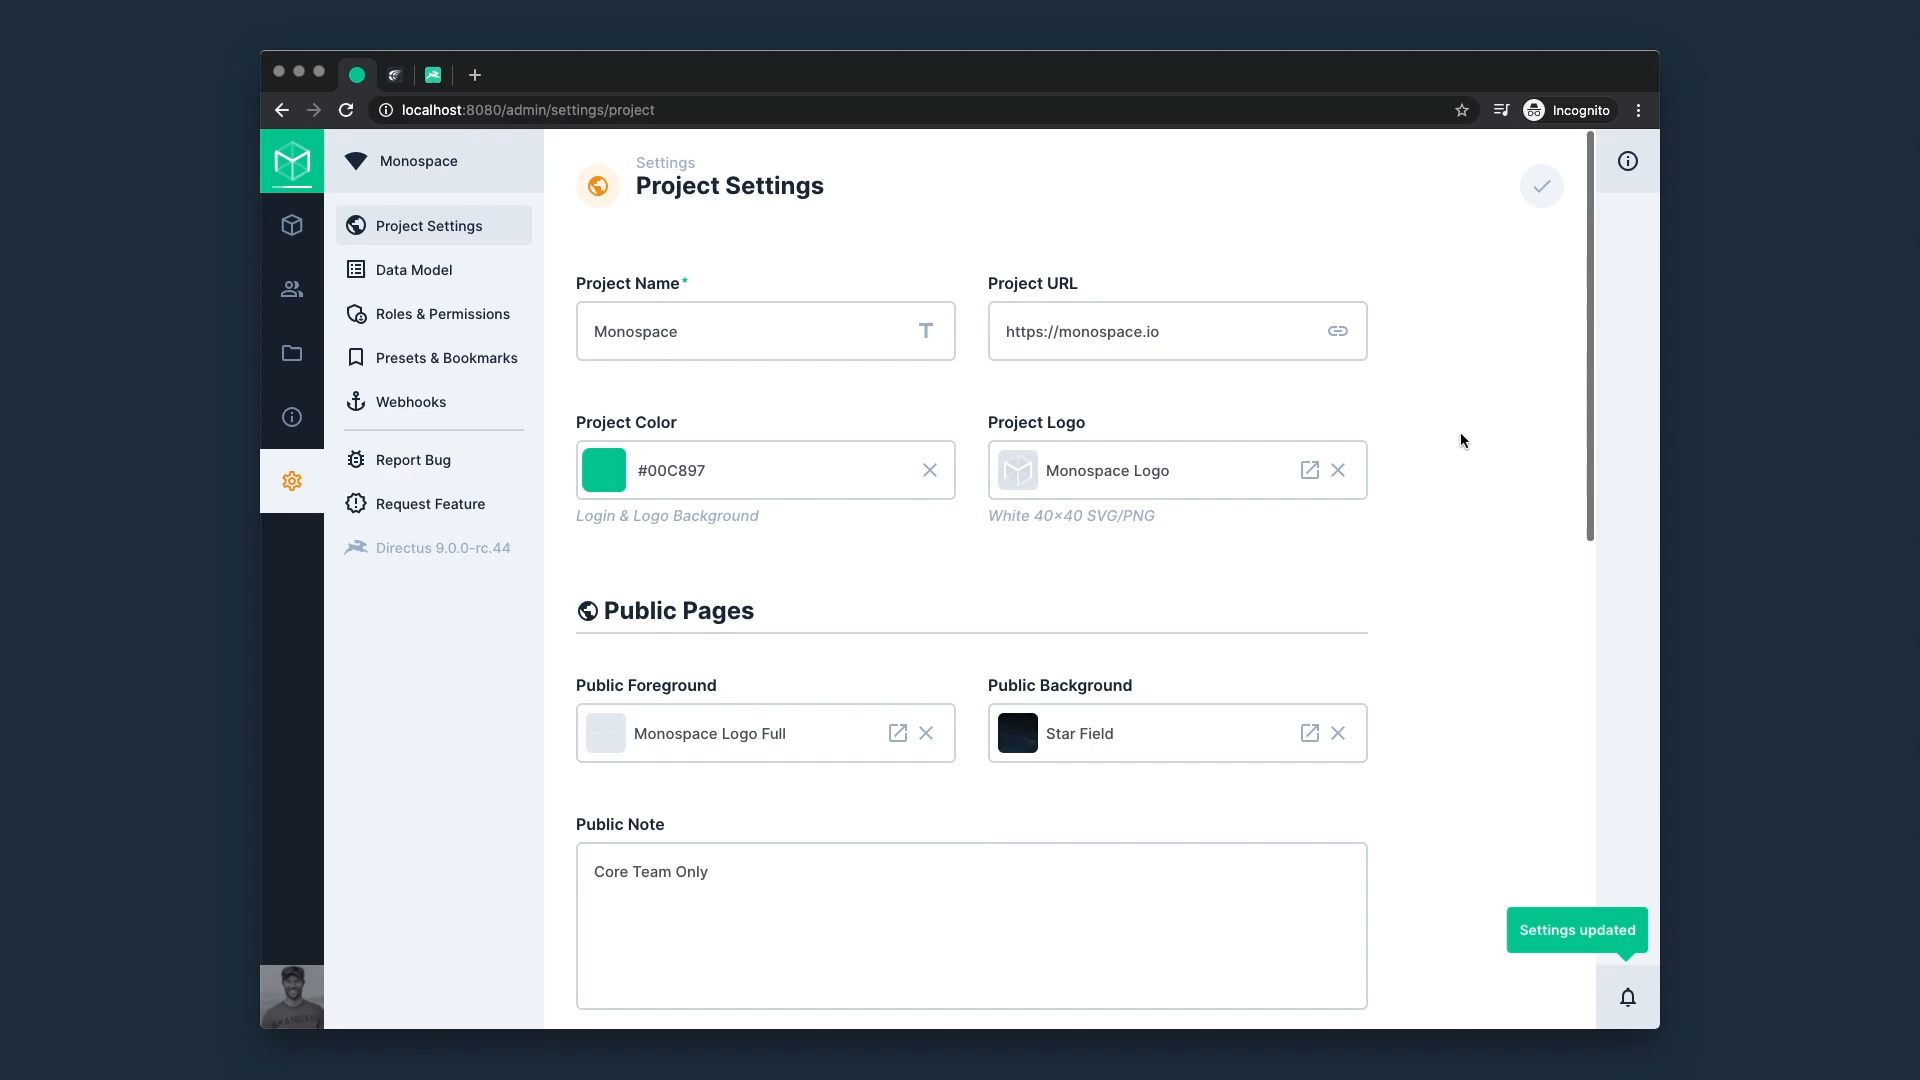 localhost:8080/admin/settings/project
Incognito
Monospace
Project Settings
Data Model
Roles & Permissions
Presets & Bookmarks
Webhooks
Report Bug
Request Feature
Directus 9.0.0-rc.44
Settings
Project Settings
Project Name*
Monospace
Project URL
https://monospace.io
Project Color
#00C897
Login & Logo Background
Project Logo
Monospace Logo
White 40x40 SVG/PNG
Public Pages
Public Foreground
Monospace Logo Full
Public Background
Star Field
Public Note
Core Team Only
Settings updated
RANGER